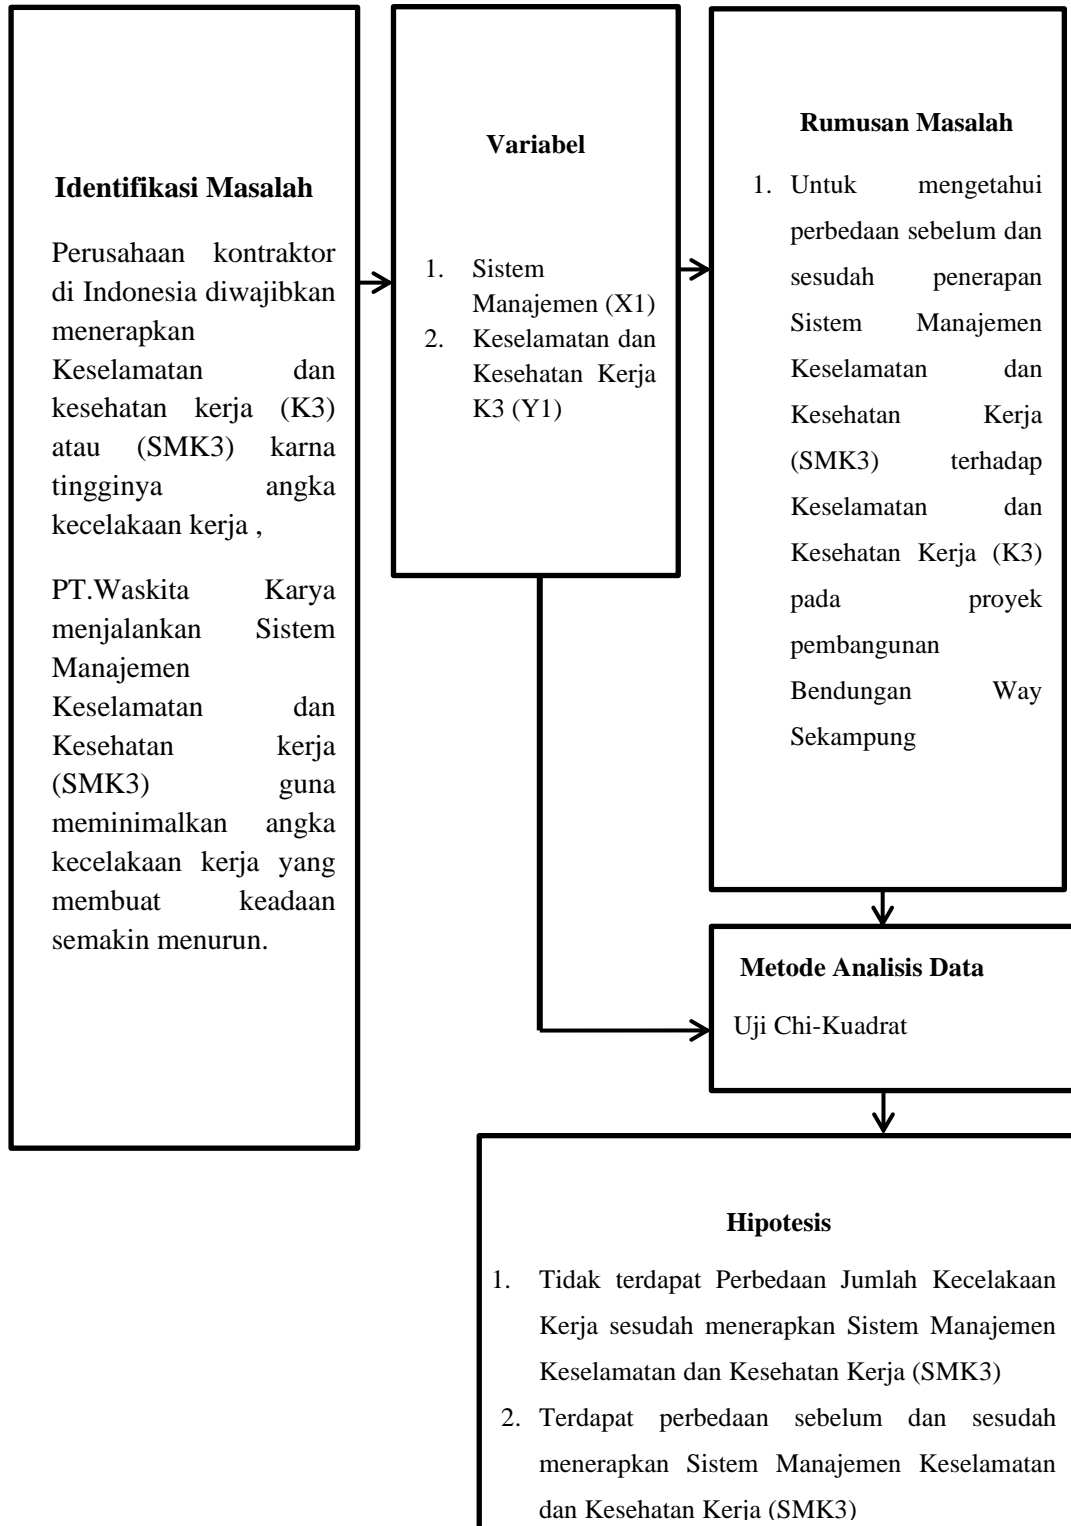 Identifikasi Masalah
Perusahaan kontraktor
di Indonesia diwajibkan
menerapkan
Keselamatan dan
kesehatan kerja (K3)
atau (SMK3) karna
tingginya angka
kecelakaan kerja ,
PT.Waskita Karya
menjalankan Sistem
Manajemen
Keselamatan dan
Kesehatan kerja
(SMK3) guna
meminimalkan angka
kecelakaan kerja yang
membuat keadaan
semakin menurun.
Variabel
1. Sistem
Manajemen (X1)
2. Keselamatan dan
Kesehatan Kerja
K3 (Y1)
Rumusan Masalah
1. Untuk mengetahui
perbedaan sebelum dan
sesudah penerapan
Sistem Manajemen
Keselamatan dan
Kesehatan Kerja
(SMK3) terhadap
Keselamatan dan
Kesehatan Kerja (K3)
pada proyek
pembangunan
Bendungan Way
Sekampung
Metode Analisis Data
Uji Chi-Kuadrat
Hipotesis
1. Tidak terdapat Perbedaan Jumlah Kecelakaan
Kerja sesudah menerapkan Sistem Manajemen
Keselamatan dan Kesehatan Kerja (SMK3)
2. Terdapat perbedaan sebelum dan sesudah
menerapkan Sistem Manajemen Keselamatan
dan Kesehatan Kerja (SMK3)